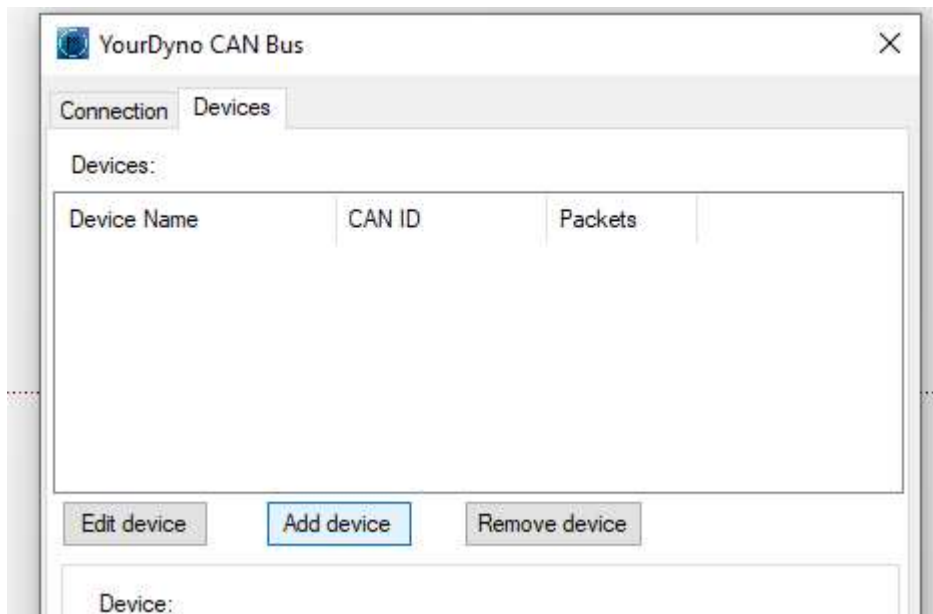 YourDyno CAN Bus
Connection Devices
Devices:
Device Name CAN ID Packets
Edit device Add device Remove device
Device: